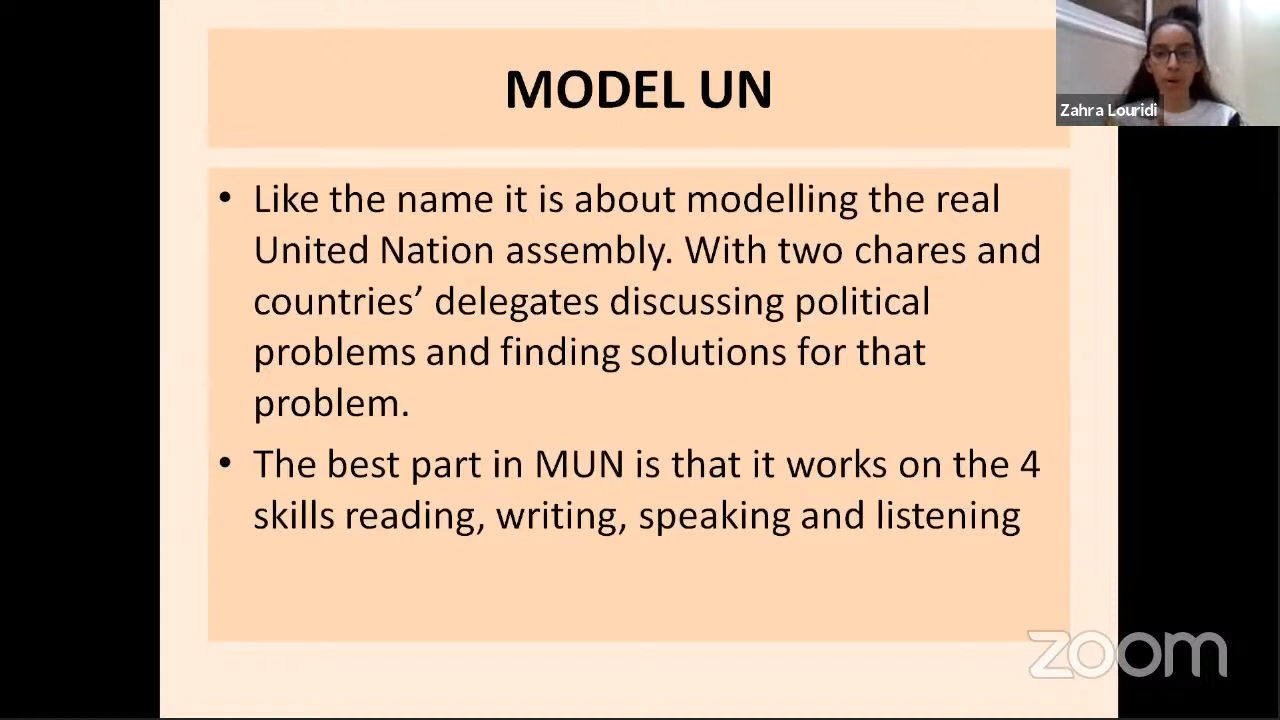 MODEL UN
Zahra Louridi
• Like the name it is about modelling the real
United Nation assembly. With two chares and
countries’ delegates discussing political
problems and finding solutions for that
problem.
• The best part in MUN is that it works on the 4
skills reading, writing, speaking and listening
zoom